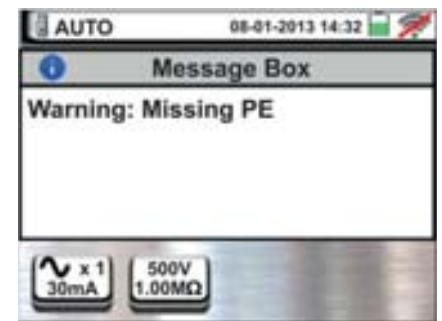 AUTO 08-01-2013 14:32
Message Box
Warning: Missing PE
x 1
30mA
500V
1.00MΩ